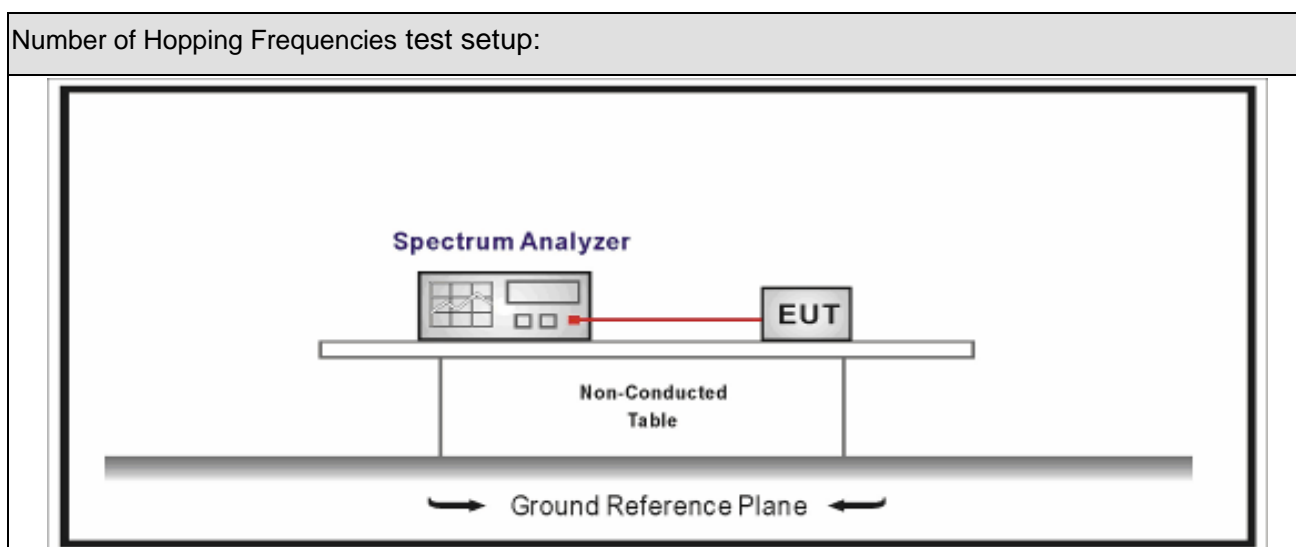 Number of Hopping Frequencies test setup:
Spectrum Analyzer
EUT
Non-Conducted
Table
Ground Reference Plane